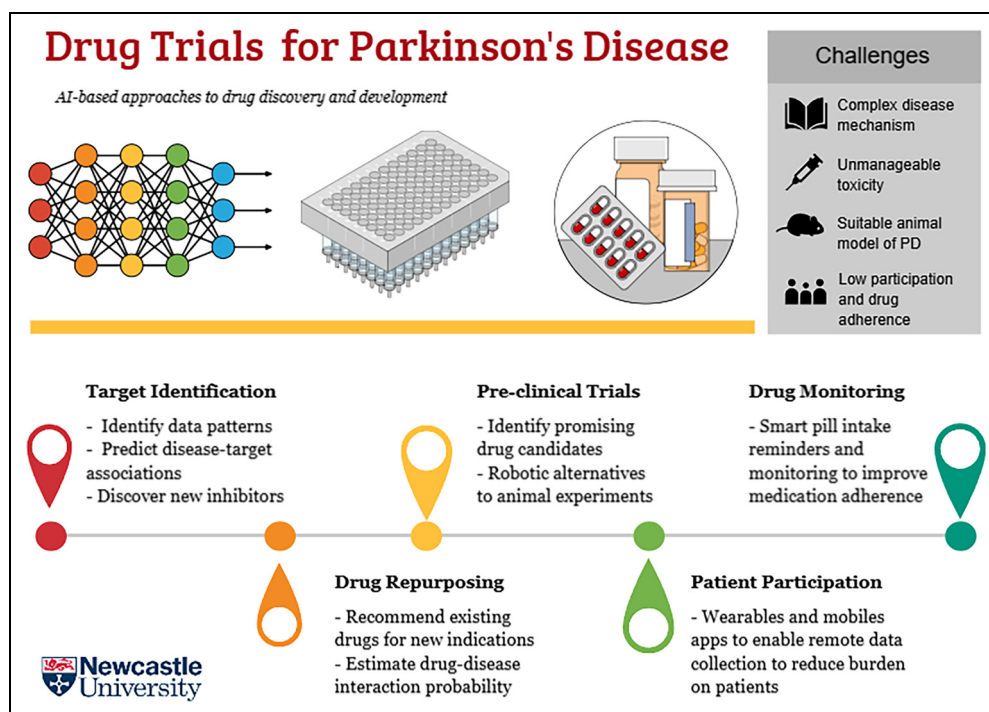 Drug Trials for Parkinson's Disease
AI-based approaches to drug discovery and development
Challenges
Complex disease
mechanism
Unmanageable
toxicity
Suitable animal
model of PD
Low participation
and drug
adherence
Target Identification
- Identify data patterns
- Predict disease-target
associations
- Discover new inhibitors
Pre-clinical Trials
- Identify promising
drug candidates
- Robotic alternatives
to animal experiments
Drug Monitoring
- Smart pill intake
reminders and
monitoring to improve
medication adherence
Drug Repurposing
- Recommend existing
drugs for new indications
- Estimate drug-disease
interaction probability
Patient Participation
- Wearables and mobiles
apps to enable remote data
collection to reduce burden
on patients
Newcastle
University